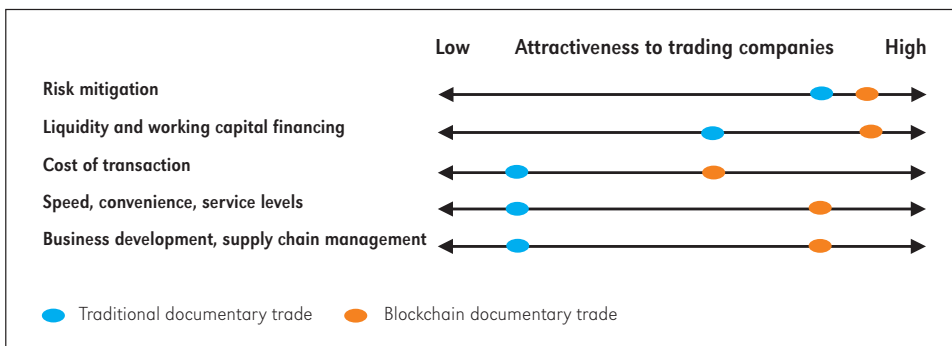 Low Attractiveness to trading companies High
Risk mitigation
Liquidity and working capital financing
Cost of transaction
Speed, convenience, service levels
Business development, supply chain management
Traditional documentary trade Blockchain documentary trade